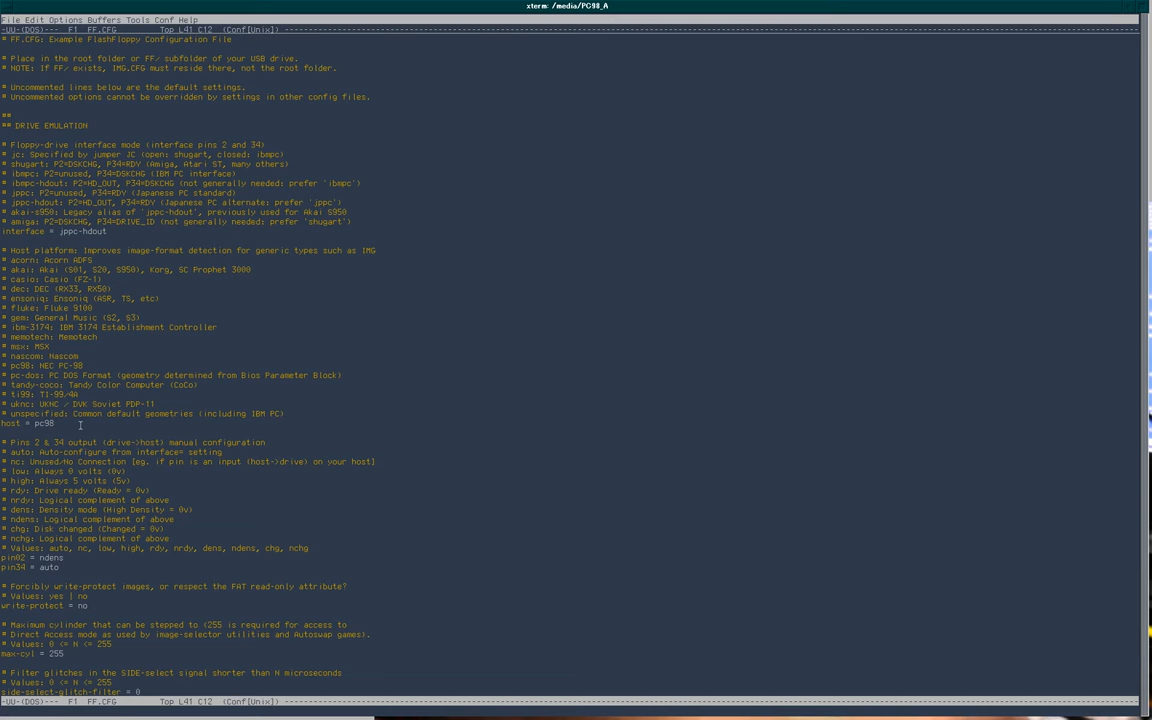 xterm: /media/PC98_A
File Edit Options Buffers Tools Conf Help
-UU-(DOS)---  F1  FF.CFG        Top L41 C12  (Conf[Unix])
# FF.CFG: Example FlashFloppy Configuration File
# Place in the root folder or FF/ subfolder of your USB drive.
# NOTE: If FF/ exists, IMG.CFG must reside there, not the root folder.
# Uncommented lines below are the default settings.
# Uncommented options cannot be overridden by settings in other config files.
##
## DRIVE EMULATION
# Floppy-drive interface mode (interface pins 2 and 34)
# jc: Specified by jumper JC (open: shugart, closed: ibmpc)
# shugart: P2=DSKCHG, P34=RDY (Amiga, Atari ST, many others)
# ibmpc: P2=unused, P34=DSKCHG (IBM PC interface)
# ibmpc-hdout: P2=HD_OUT, P34=DSKCHG (not generally needed: prefer 'ibmpc')
# jppc: P2=unused, P34=RDY (Japanese PC standard)
# jppc-hdout: P2=HD_OUT, P34=RDY (Japanese PC alternate: prefer 'jppc')
# akai-s950: Legacy alias of 'jppc-hdout', previously used for Akai S950
# amiga: P2=DSKCHG, P34=DRIVE_ID (not generally needed: prefer 'shugart')
interface = jppc-hdout
# Host platform: Improves image-format detection for generic types such as IMG
# acorn: Acorn ADFS
# akai: Akai (S01, S20, S950), Korg, SC Prophet 3000
# casio: Casio (FZ-1)
# dec: DEC (RX33, RX50)
# ensoniq: Ensoniq (ASR, TS, etc)
# fluke: Fluke 9100
# gem: General Music (S2, S3)
# ibm-3174: IBM 3174 Establishment Controller
# memotech: Memotech
# msx: MSX
# nascom: Nascom
# pc98: NEC PC-98
# pc-dos: PC DOS Format (geometry determined from Bios Parameter Block)
# tandy-coco: Tandy Color Computer (CoCo)
# ti99: TI-99/4A
# uknc: UKNC / DVK Soviet PDP-11
# unspecified: Common default geometries (including IBM PC)
host = pc98
# Pins 2 & 34 output (drive->host) manual configuration
# auto: Auto-configure from interface= setting
# nc: Unused/No Connection [eg. if pin is an input (host->drive) on your host]
# low: Always 0 volts (0v)
# high: Always 5 volts (5v)
# rdy: Drive ready (Ready = 0v)
# nrdy: Logical complement of above
# dens: Density mode (High Density = 0v)
# ndens: Logical complement of above
# chg: Disk changed (Changed = 0v)
# nchg: Logical complement of above
# Values: auto, nc, low, high, rdy, nrdy, dens, ndens, chg, nchg
pin02 = ndens
pin34 = auto
# Forcibly write-protect images, or respect the FAT read-only attribute?
# Values: yes | no
write-protect = no
# Maximum cylinder that can be stepped to (255 is required for access to
# Direct Access mode as used by image-selector utilities and Autoswap games).
# Values: 0 <= N <= 255
max-cyl = 255
# Filter glitches in the SIDE-select signal shorter than N microseconds
# Values: 0 <= N <= 255
side-select-glitch-filter = 0
-UU-(DOS)---  F1  FF.CFG        Top L41 C12  (Conf[Unix])